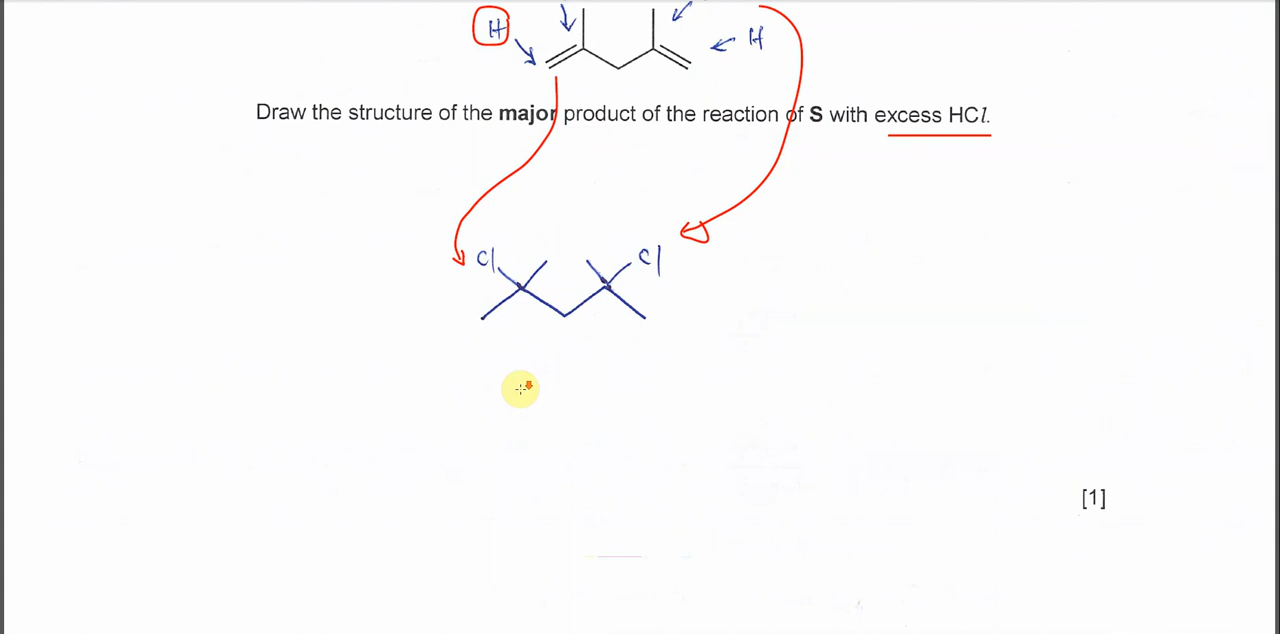 H
H
Draw the structure of the major product of the reaction of S with excess HCl.
Cl
Cl
[1]